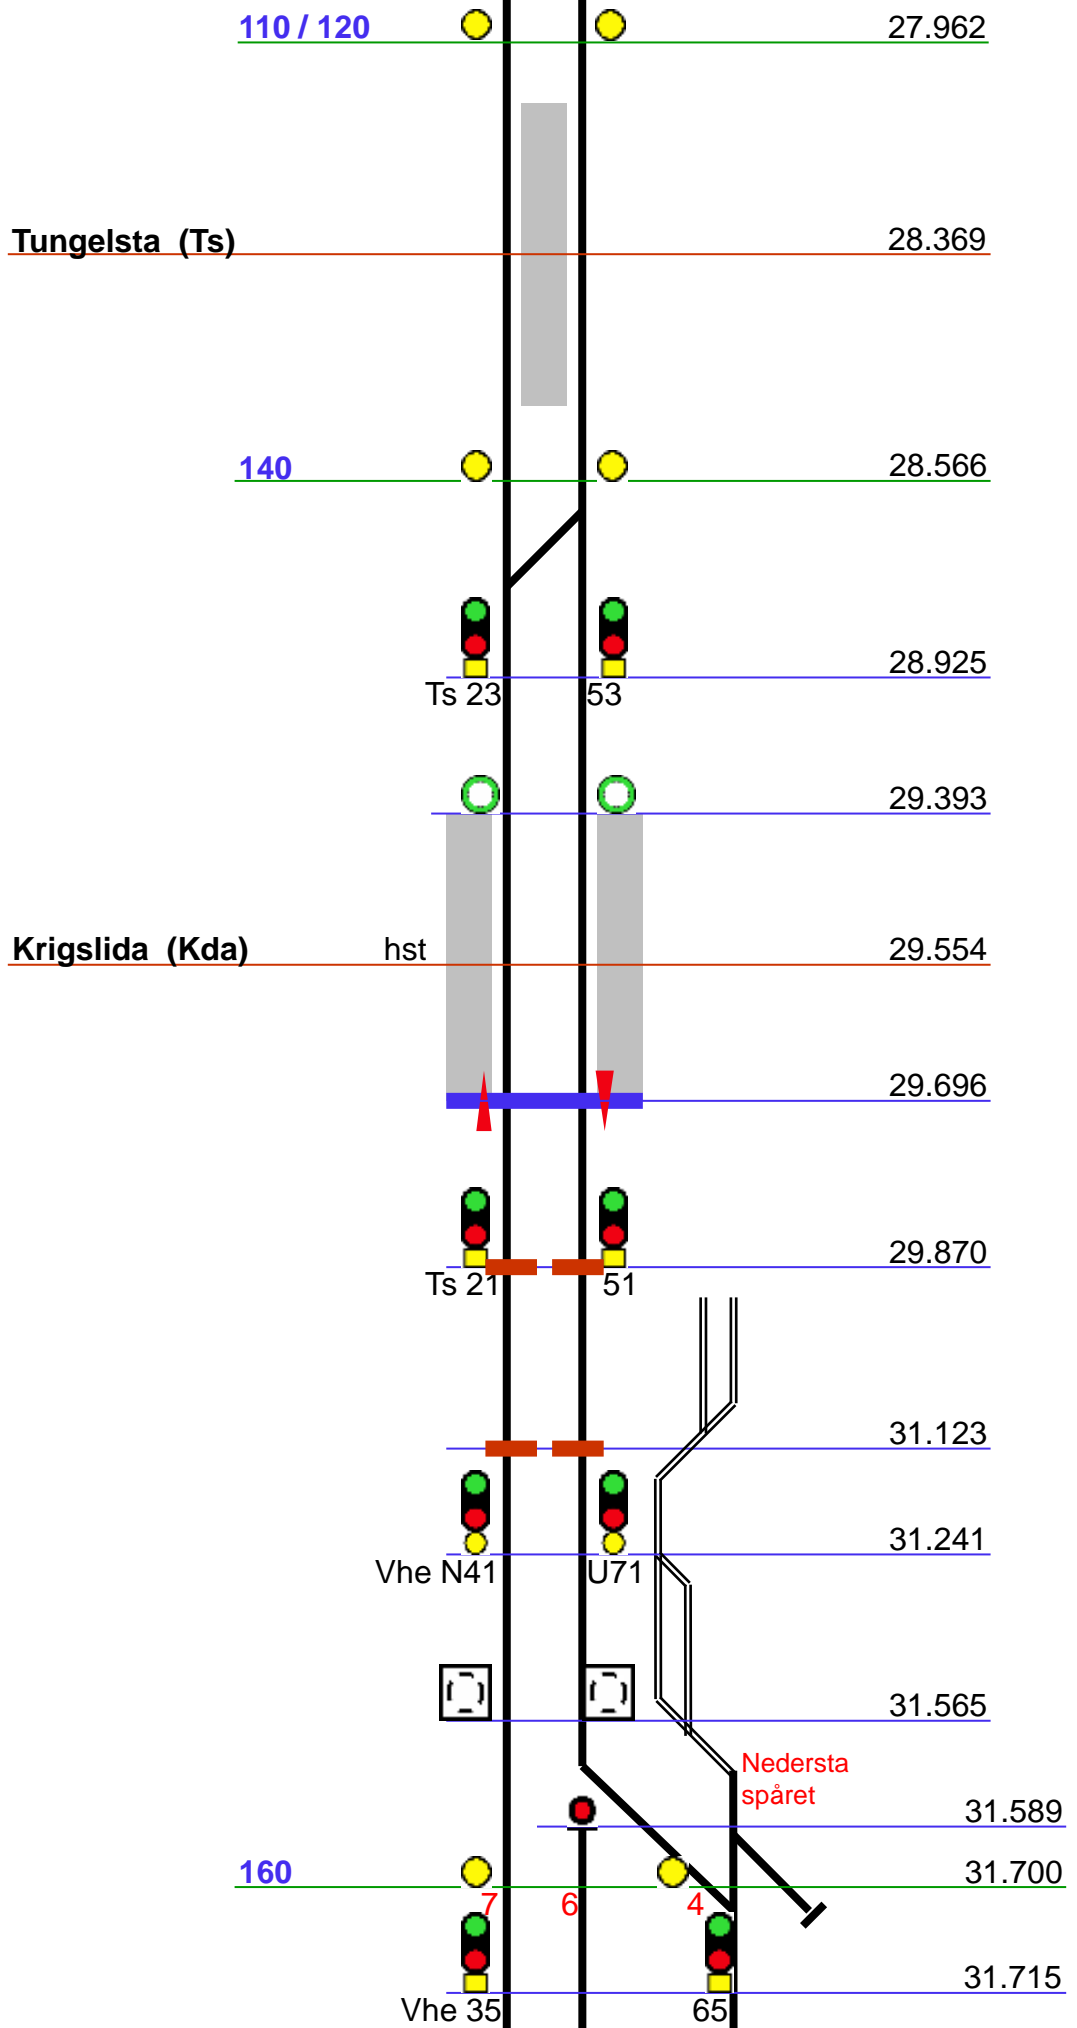 110 / 120 27.962
Tungelsta (Ts) 28.369
140 28.566
28.925
Ts 23 53
29.393
Krigslida (Kda) hst 29.554
29.696
29.870
Ts 21 51
31.123
31.241
Vhe N41 U71
31.565
Nedersta
spåret
31.589
160 31.700
7 6 4
31.715
Vhe 35 65